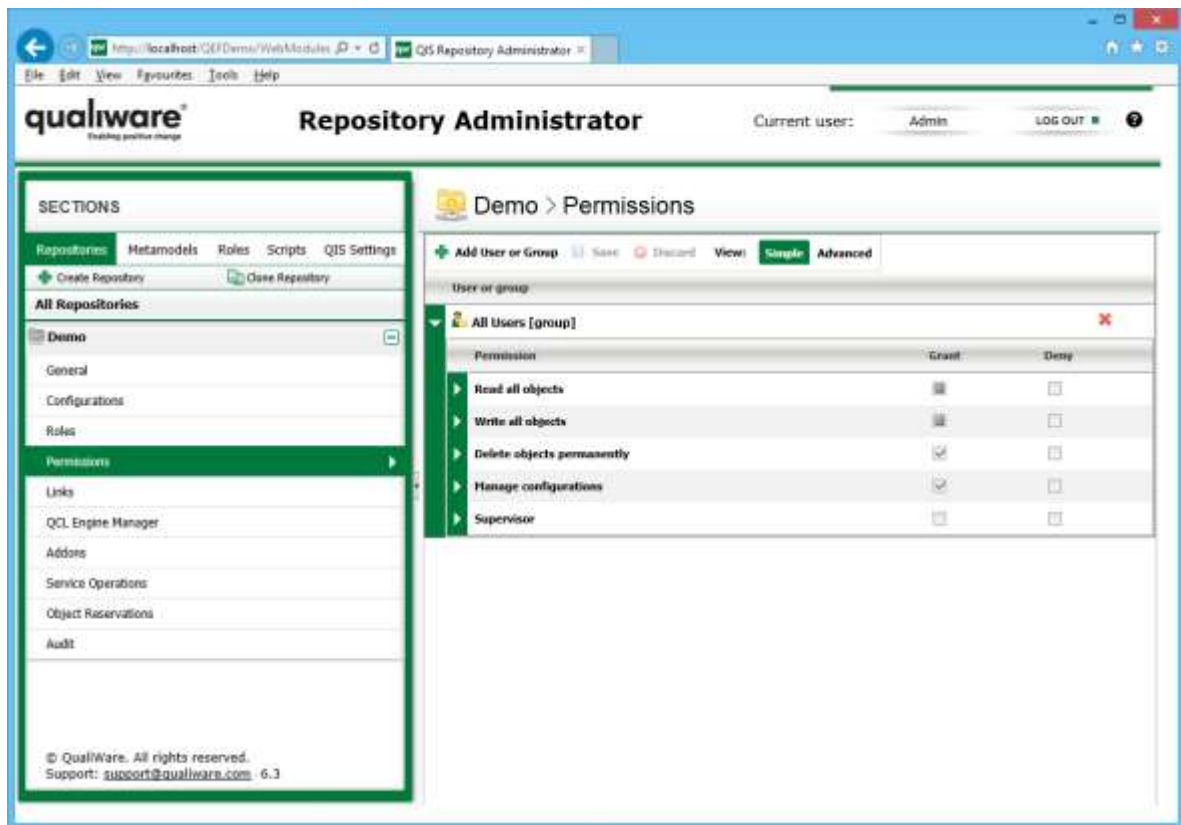 http://localhost/QEFDemo/WebModules
QIS Repository Administrator
File Edit View Favourites Tools Help
qualiware®
Enabling positive change
Repository Administrator
Current user:
Admin
LOG OUT
SECTIONS
Demo > Permissions
Repositories Metamodels Roles Scripts QIS Settings
Add User or Group Save Discard View: Simple Advanced
Create Repository Clone Repository
User or group
All Repositories
All Users [group]
Demo
Permission Grant Deny
General
Read all objects
Configurations
Write all objects
Roles
Delete objects permanently
Permissions
Manage configurations
Links
Supervisor
QCL Engine Manager
Addons
Service Operations
Object Reservations
Audit
© QualiWare. All rights reserved.
Support: support@qualiware.com 6.3